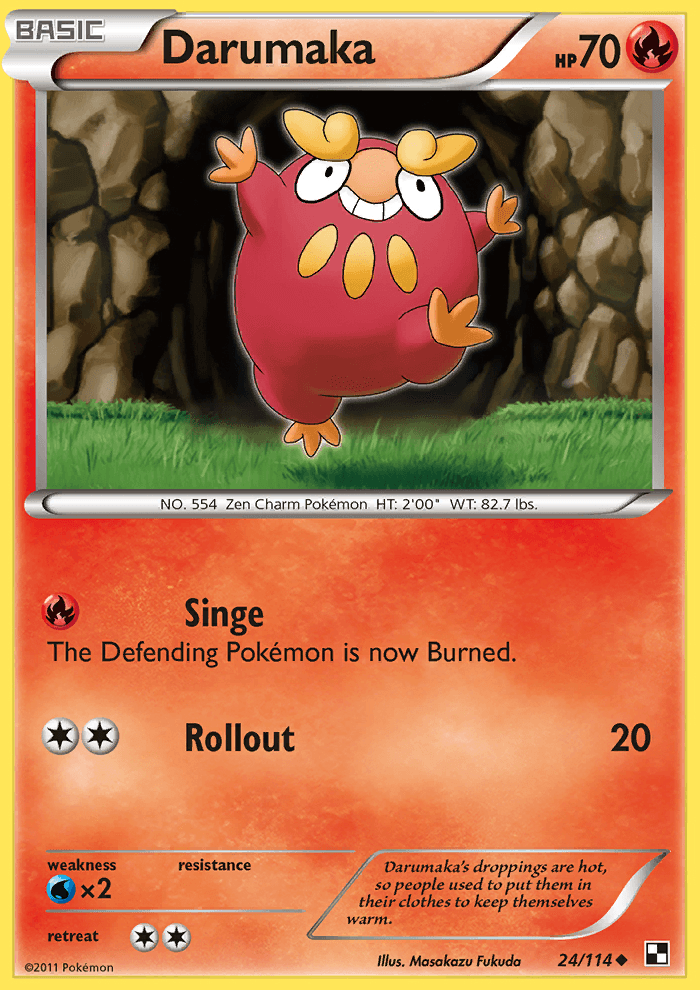 BASIC
Darumaka
HP70
NO. 554 Zen Charm Pokémon HT: 2'00" WT: 82.7 lbs.
Singe
The Defending Pokémon is now Burned.
Rollout 20
weakness resistance
×2
Darumaka's droppings are hot,
so people used to put them in
their clothes to keep themselves
warm.
retreat
©2011 Pokémon
Illus. Masakazu Fukuda
24/114